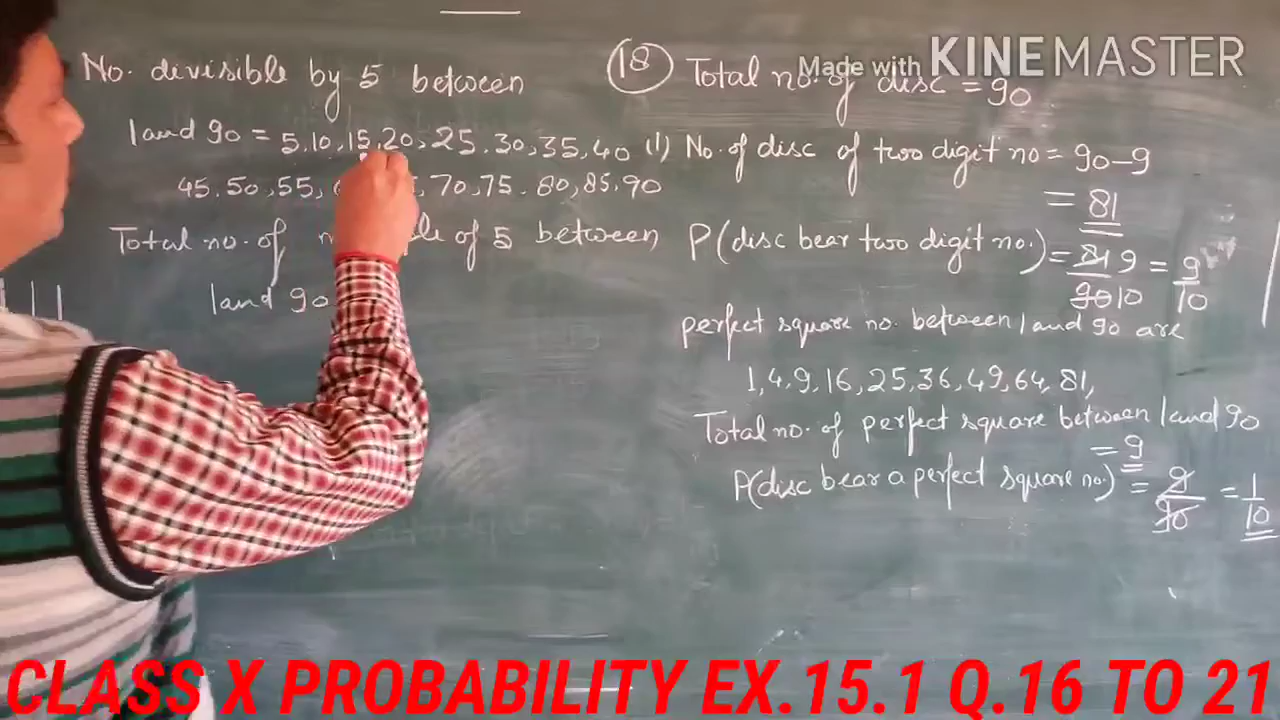 No. divisible by 5 between
1 and 90 = 5, 10, 15, 20, 25, 30, 35, 40
45, 50, 55, 70, 75, 80, 85, 90
Total no. of of 5 between
1 and 90
(18) Total no. of disc = 90
(i) No. of disc of two digit no = 90 - 9
= 81
P(disc bear two digit no.) = 81/90 9/10 = 9/10
perfect square no. between 1 and 90 are
1, 4, 9, 16, 25, 36, 49, 64, 81,
Total no. of perfect square between 1 and 90
= 9
P(disc bear a perfect square no.) = 9/90 = 1/10
Made with KINEMASTER
CLASS X PROBABILITY EX.15.1 Q.16 TO 21